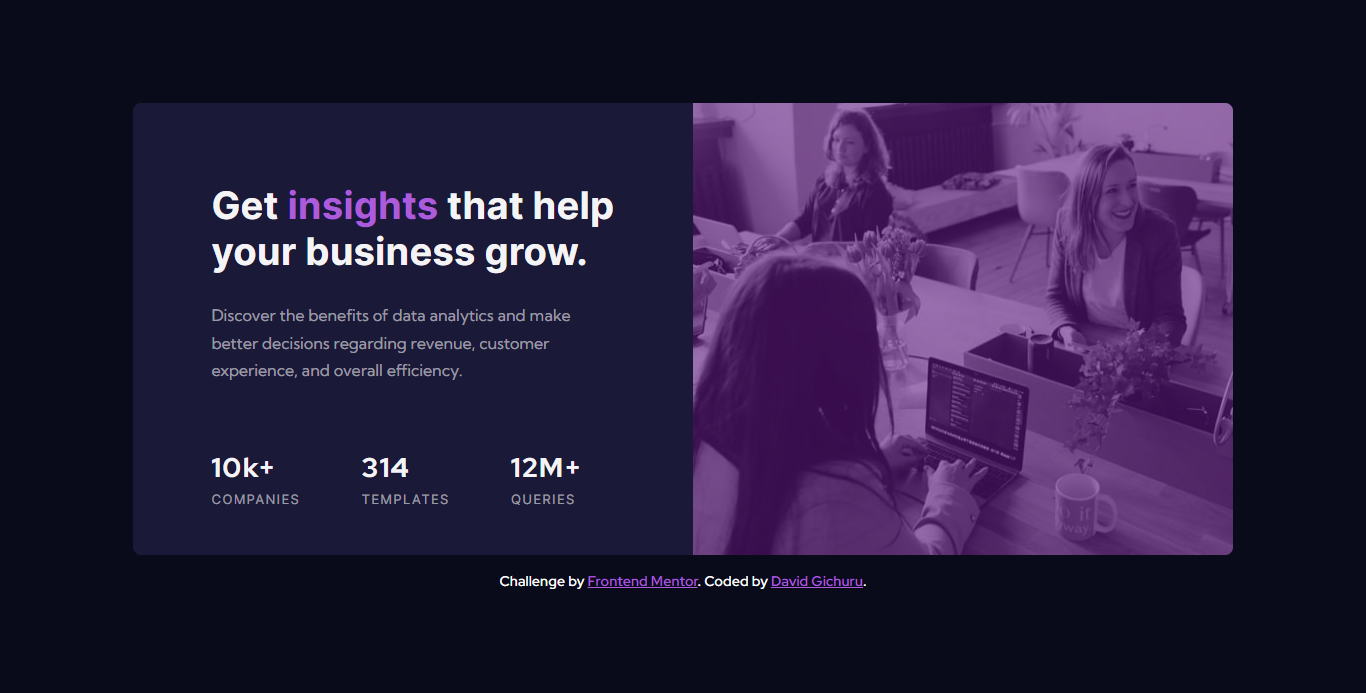 Get insights that help
your business grow.
Discover the benefits of data analytics and make
better decisions regarding revenue, customer
experience, and overall efficiency.
10k+ 314 12M+
COMPANIES TEMPLATES QUERIES
Challenge by Frontend Mentor. Coded by David Gichuru.